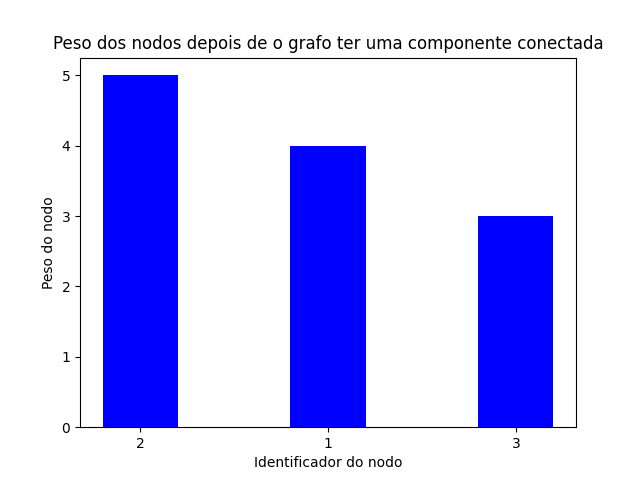 Peso dos nodos depois de o grafo ter uma componente conectada
5
4
3
2
1
0
Peso do nodo
2 1 3
Identificador do nodo